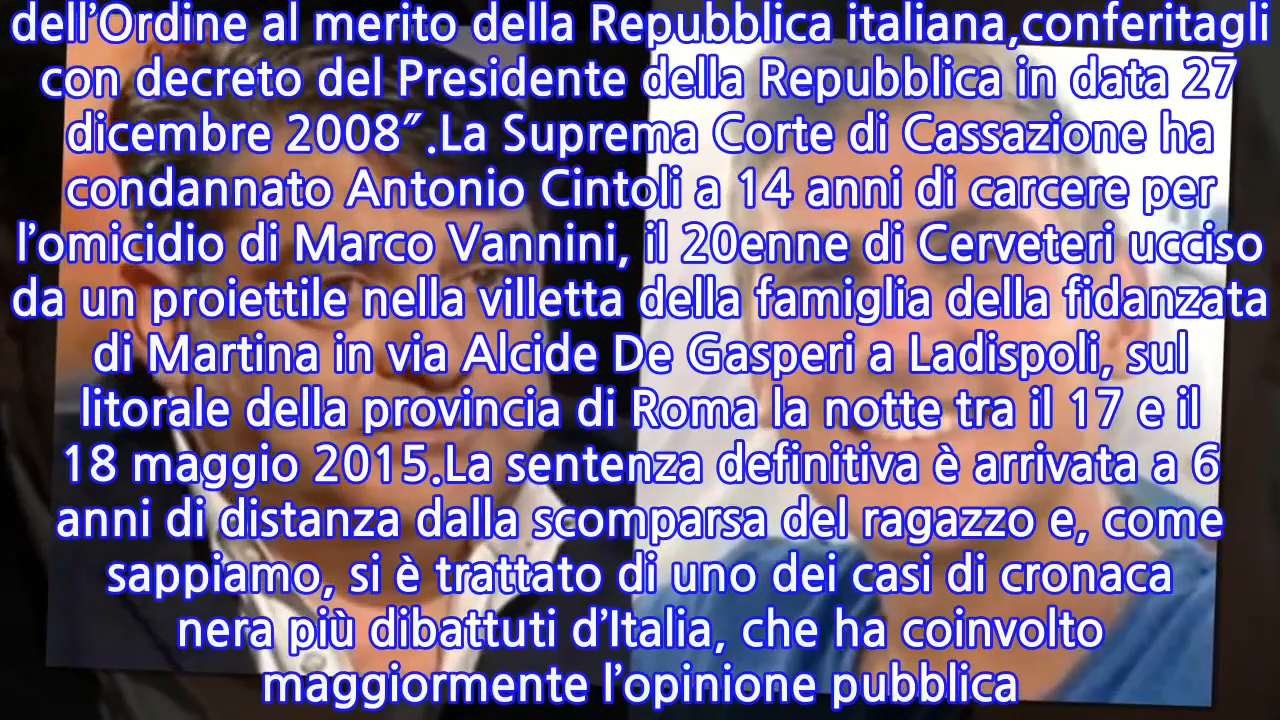 dell’Ordine al merito della Repubblica italiana,conferitagli
con decreto del Presidente della Repubblica in data 27
dicembre 2008″.La Suprema Corte di Cassazione ha
condannato Antonio Cintoli a 14 anni di carcere per
l’omicidio di Marco Vannini, il 20enne di Cerveteri ucciso
da un proiettile nella villetta della famiglia della fidanzata
di Martina in via Alcide De Gasperi a Ladispoli, sul
litorale della provincia di Roma la notte tra il 17 e il
18 maggio 2015.La sentenza definitiva è arrivata a 6
anni di distanza dalla scomparsa del ragazzo e, come
sappiamo, si è trattato di uno dei casi di cronaca
nera più dibattuti d’Italia, che ha coinvolto
maggiormente l’opinione pubblica